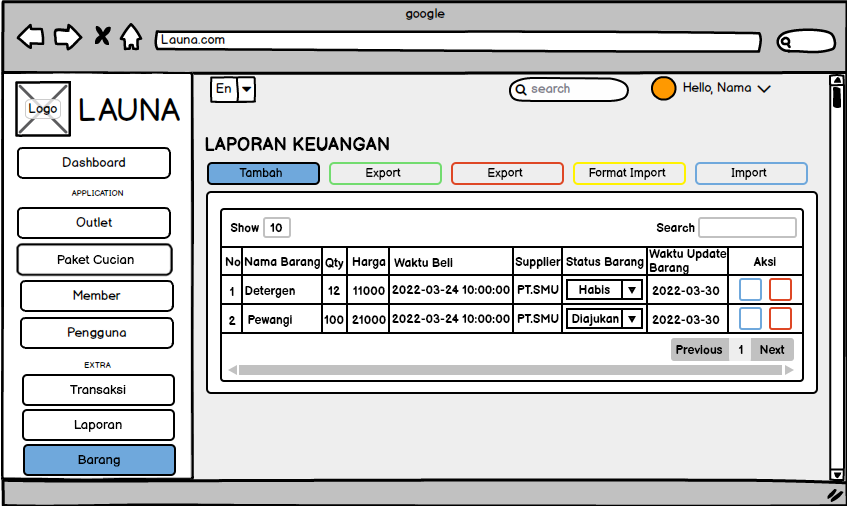 google
Launa.com
Logo
LAUNA
En
search
Hello, Nama
Dashboard
APPLICATION
Outlet
Paket Cucian
Member
Pengguna
EXTRA
Transaksi
Laporan
Barang
LAPORAN KEUANGAN
Tambah Export Export Format Import Import
Show 10 Search
No Nama Barang Qty Harga Waktu Beli Supplier Status Barang Waktu Update Barang Aksi
1 Detergen 12 11000 2022-03-24 10:00:00 PT.SMU Habis 2022-03-30
2 Pewangi 100 21000 2022-03-24 10:00:00 PT.SMU Diajukan 2022-03-30
Previous 1 Next